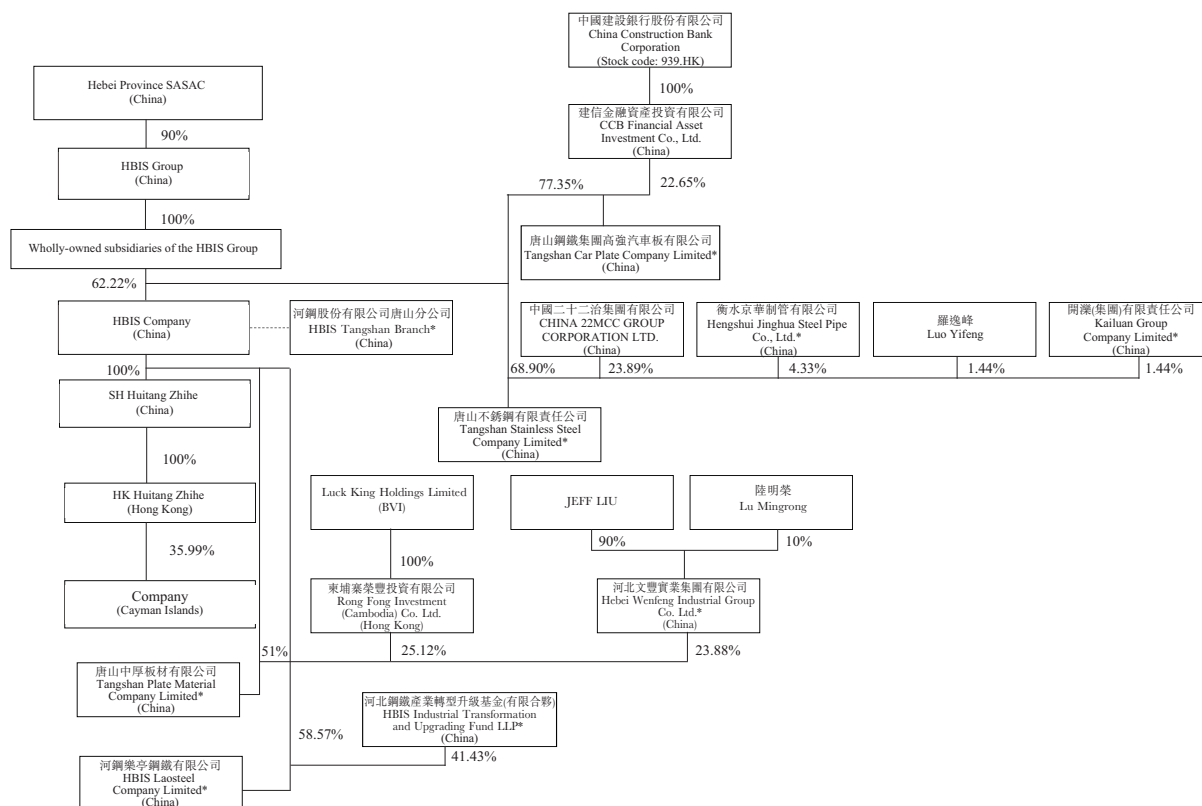 中國建設銀行股份有限公司
China Construction Bank
Corporation
(Stock code: 939.HK)
Hebei Province SASAC
(China)
100%
90%
建信金融資產投資有限公司
CCB Financial Asset
Investment Co., Ltd.
(China)
HBIS Group
(China)
77.35%
22.65%
100%
Wholly-owned subsidiaries of the HBIS Group
唐山鋼鐵集團高強汽車板有限公司
Tangshan Car Plate Company Limited*
(China)
62.22%
HBIS Company
(China)
河鋼股份有限公司唐山分公司
HBIS Tangshan Branch*
(China)
中國二十二冶集團有限公司
CHINA 22MCC GROUP
CORPORATION LTD.
(China)
衡水京華制管有限公司
Hengshui Jinghua Steel Pipe
Co., Ltd.*
(China)
羅逸峰
Luo Yifeng
開灤(集團)有限責任公司
Kailuan Group
Company Limited*
(China)
100%
68.90%
23.89%
4.33%
1.44%
1.44%
SH Huitang Zhihe
(China)
唐山不銹鋼有限責任公司
Tangshan Stainless Steel
Company Limited*
(China)
100%
HK Huitang Zhihe
(Hong Kong)
Luck King Holdings Limited
(BVI)
JEFF LIU
陸明榮
Lu Mingrong
35.99%
100%
90%
10%
Company
(Cayman Islands)
柬埔寨榮豐投資有限公司
Rong Fong Investment
(Cambodia) Co. Ltd.
(Hong Kong)
河北文豐實業集團有限公司
Hebei Wenfeng Industrial Group
Co. Ltd.*
(China)
51%
25.12%
23.88%
唐山中厚板材有限公司
Tangshan Plate Material
Company Limited*
(China)
河北鋼鐵產業轉型升級基金(有限合夥)
HBIS Industrial Transformation
and Upgrading Fund LLP*
(China)
58.57%
41.43%
河鋼樂亭鋼鐵有限公司
HBIS Laosteel
Company Limited*
(China)